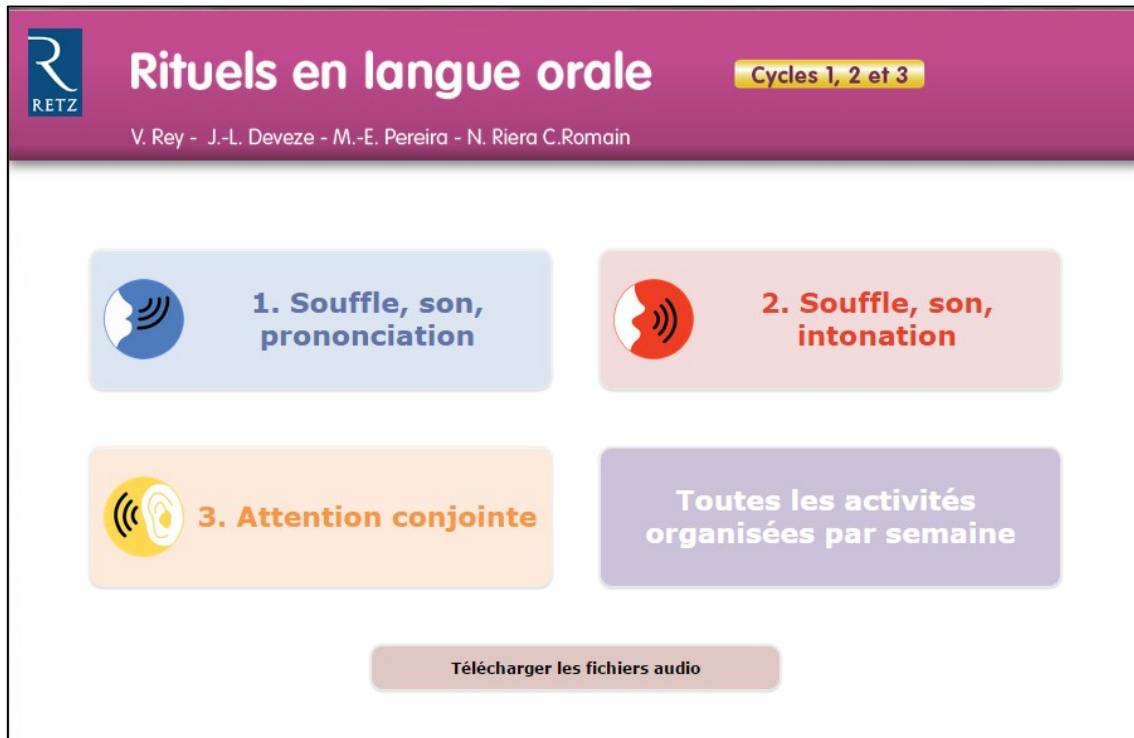 R
RETZ
Rituels en langue orale
Cycles 1, 2 et 3
V. Rey - J.-L. Deveze - M.-E. Pereira - N. Riera C.Romain
1. Souffle, son,
prononciation
2. Souffle, son,
intonation
3. Attention conjointe
Toutes les activités
organisées par semaine
Télécharger les fichiers audio